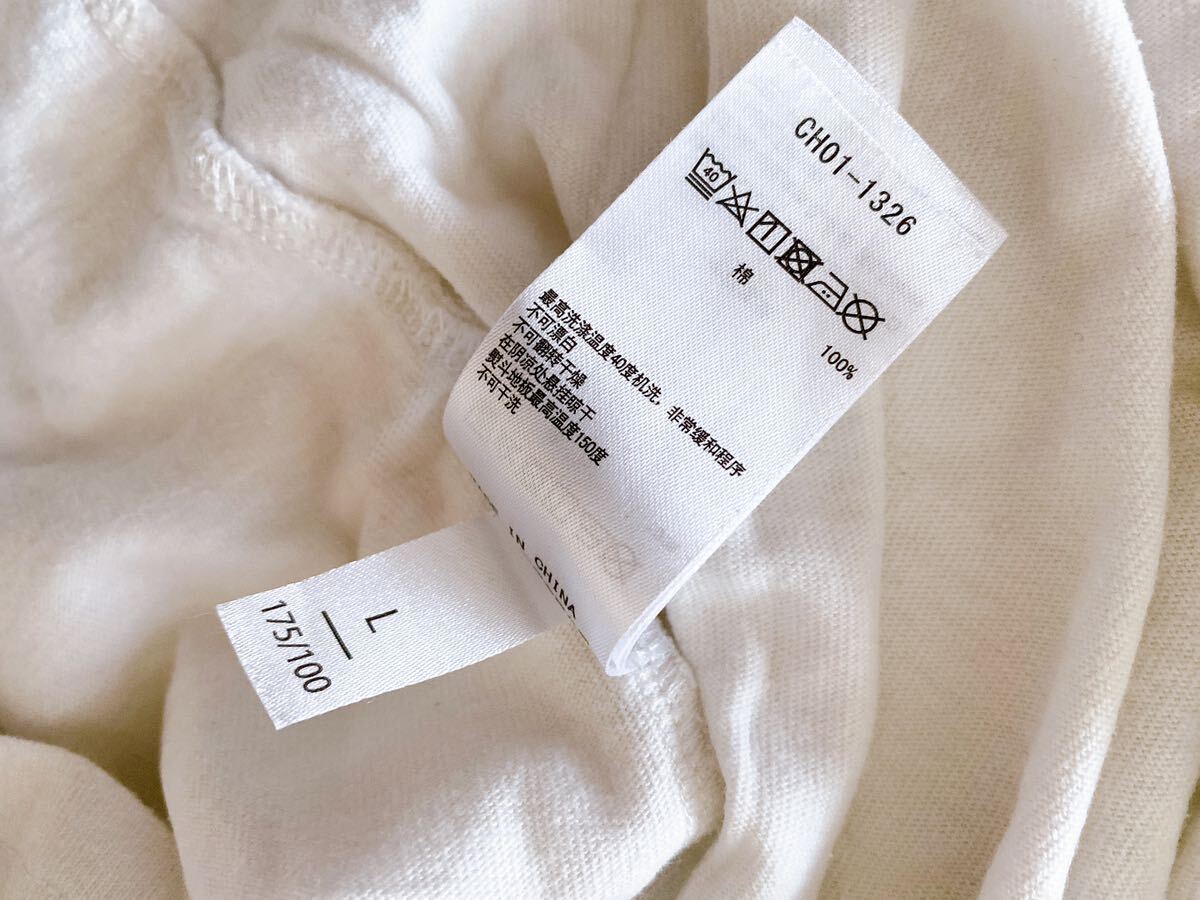 CH01-1326
40
棉 100%
最高洗涤温度40度机洗，非常缓和程序
不可漂白
不可翻转干燥
在阴凉处悬挂晾干
熨斗地板最高温度150度
不可干洗
IN CHINA
L
175/100